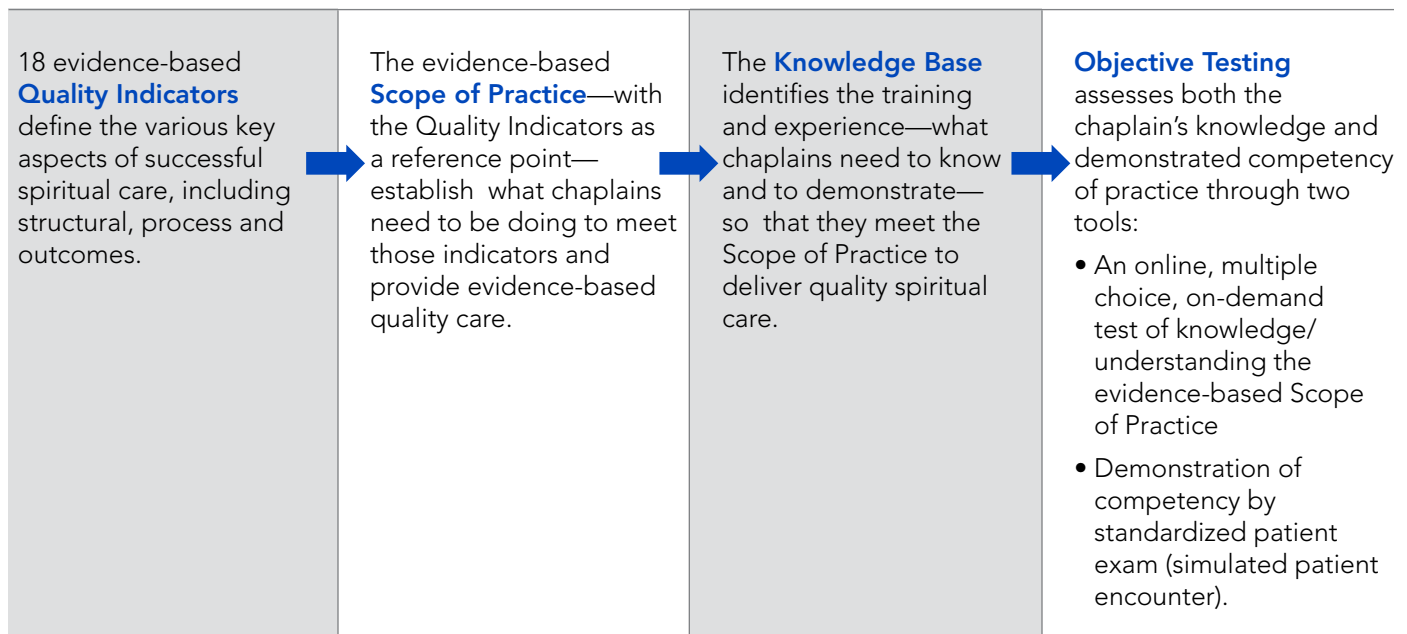 18 evidence-based
Quality Indicators
define the various key
aspects of successful
spiritual care, including
structural, process and
outcomes.
The evidence-based
Scope of Practice—with
the Quality Indicators as
a reference point—
establish  what chaplains
need to be doing to meet
those indicators and
provide evidence-based
quality care.
The Knowledge Base
identifies the training
and experience—what
chaplains need to know
and to demonstrate—
so  that they meet the
Scope of Practice to
deliver quality spiritual
care.
Objective Testing
assesses both the
chaplain’s knowledge and
demonstrated competency
of practice through two
tools:
• An online, multiple
choice, on-demand
test of knowledge/
understanding the
evidence-based Scope
of Practice
• Demonstration of
competency by
standardized patient
exam (simulated patient
encounter).